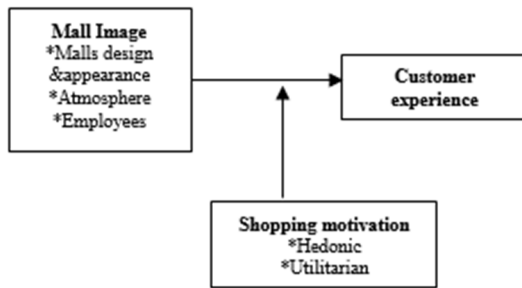 Mall Image
*Malls design
&appearance
*Atmosphere
*Employees
Customer
experience
Shopping motivation
*Hedonic
*Utilitarian